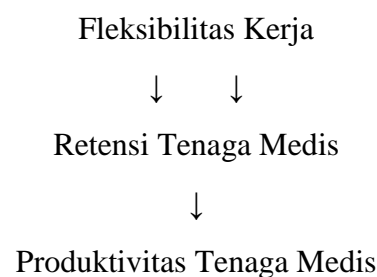 Fleksibilitas Kerja
↓ ↓
Retensi Tenaga Medis
↓
Produktivitas Tenaga Medis